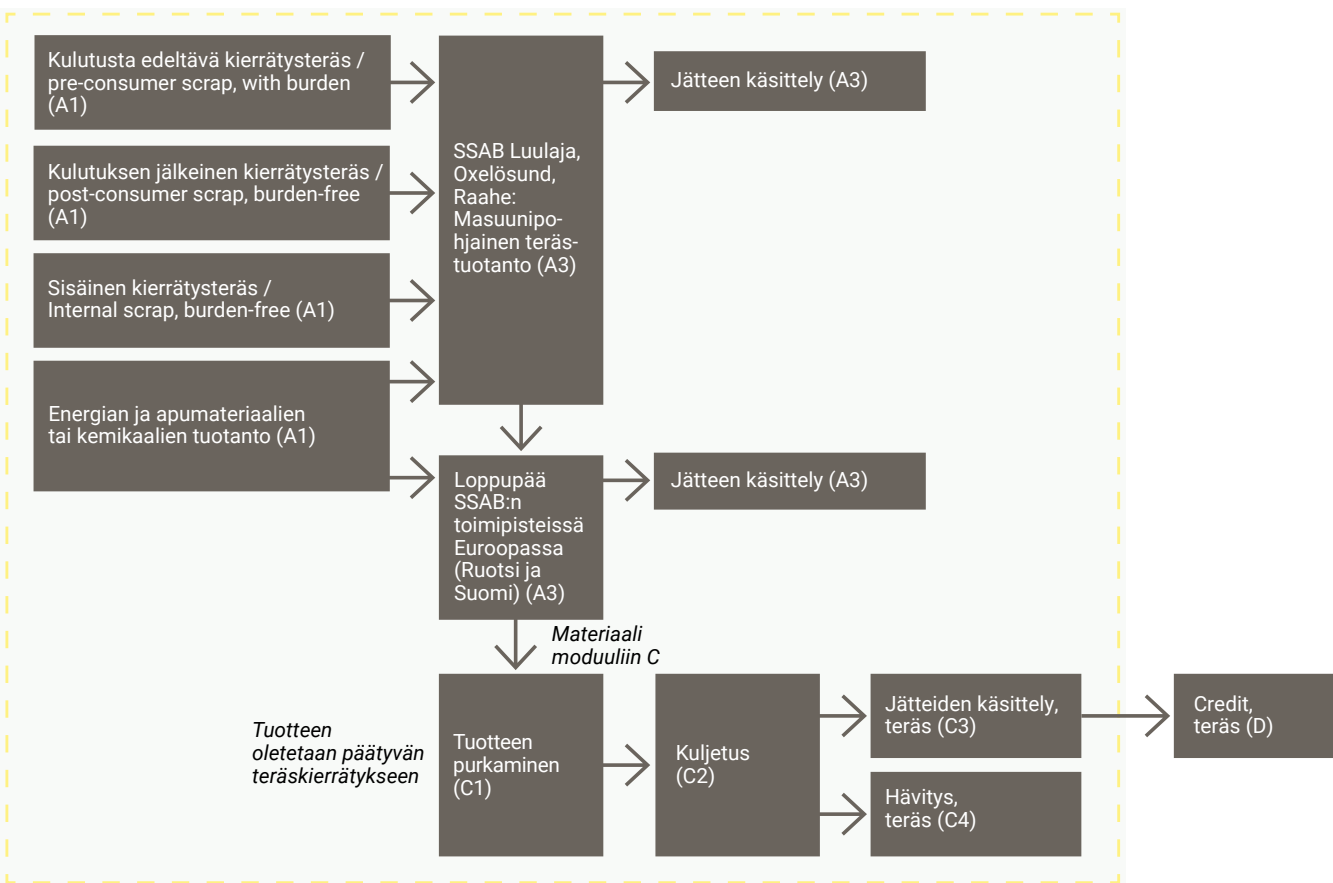 Kulutusta edeltävä kierrätysteräs /
pre-consumer scrap, with burden
(A1)
Jätteen käsittely (A3)
SSAB Luulaja,
Oxelösund,
Raahe:
Masuunipo-
hjainen teräs-
tuotanto (A3)
Kulutuksen jälkeinen kierrätysteräs /
post-consumer scrap, burden-free
(A1)
Sisäinen kierrätysteräs /
Internal scrap, burden-free (A1)
Energian ja apumateriaalien
tai kemikaalien tuotanto (A1)
Loppupää
SSAB:n
toimipisteissä
Euroopassa
(Ruotsi ja
Suomi) (A3)
Jätteen käsittely (A3)
Materiaali
moduuliin C
Tuotteen
oletetaan päätyvän
teräskierrätykseen
Tuotteen
purkaminen
(C1)
Kuljetus
(C2)
Jätteiden käsittely,
teräs (C3)
Credit,
teräs (D)
Hävitys,
teräs (C4)